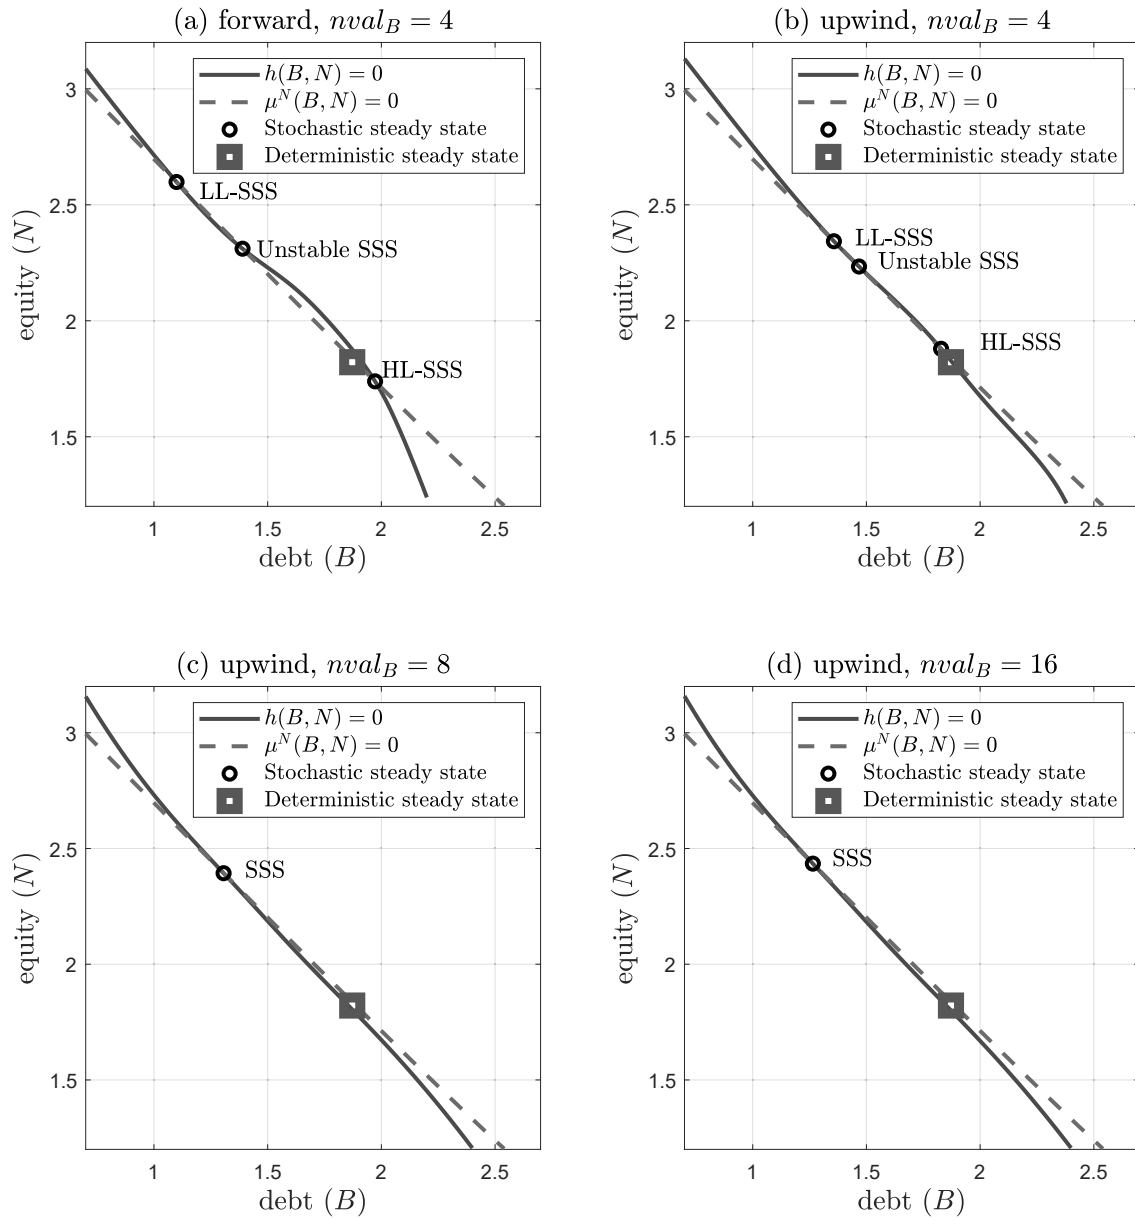 (a) forward, nval_B = 4
h(B, N) = 0
μ^N(B, N) = 0
Stochastic steady state
Deterministic steady state
LL-SSS
Unstable SSS
HL-SSS
equity (N)
3
2.5
2
1.5
1
1.5
2
2.5
debt (B)
(b) upwind, nval_B = 4
h(B, N) = 0
μ^N(B, N) = 0
Stochastic steady state
Deterministic steady state
LL-SSS
Unstable SSS
HL-SSS
equity (N)
3
2.5
2
1.5
1
1.5
2
2.5
debt (B)
(c) upwind, nval_B = 8
h(B, N) = 0
μ^N(B, N) = 0
Stochastic steady state
Deterministic steady state
SSS
equity (N)
3
2.5
2
1.5
1
1.5
2
2.5
debt (B)
(d) upwind, nval_B = 16
h(B, N) = 0
μ^N(B, N) = 0
Stochastic steady state
Deterministic steady state
SSS
equity (N)
3
2.5
2
1.5
1
1.5
2
2.5
debt (B)